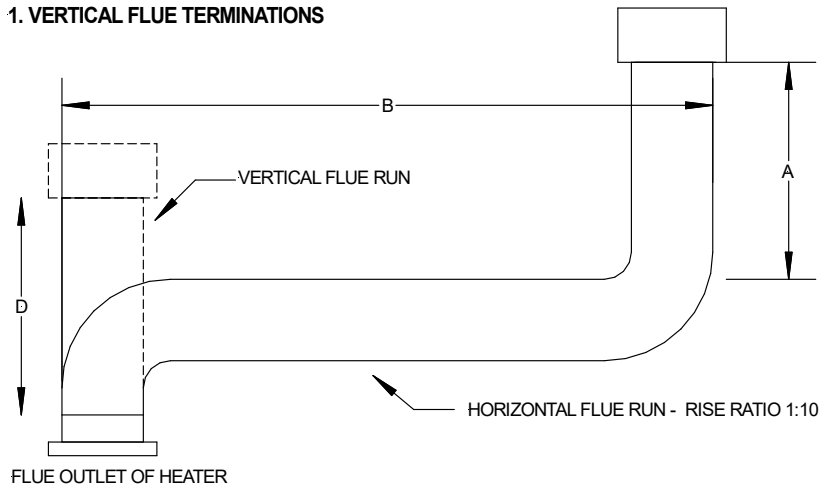 1. VERTICAL FLUE TERMINATIONS
B
VERTICAL FLUE RUN
A
D
HORIZONTAL FLUE RUN - RISE RATIO 1:10
FLUE OUTLET OF HEATER